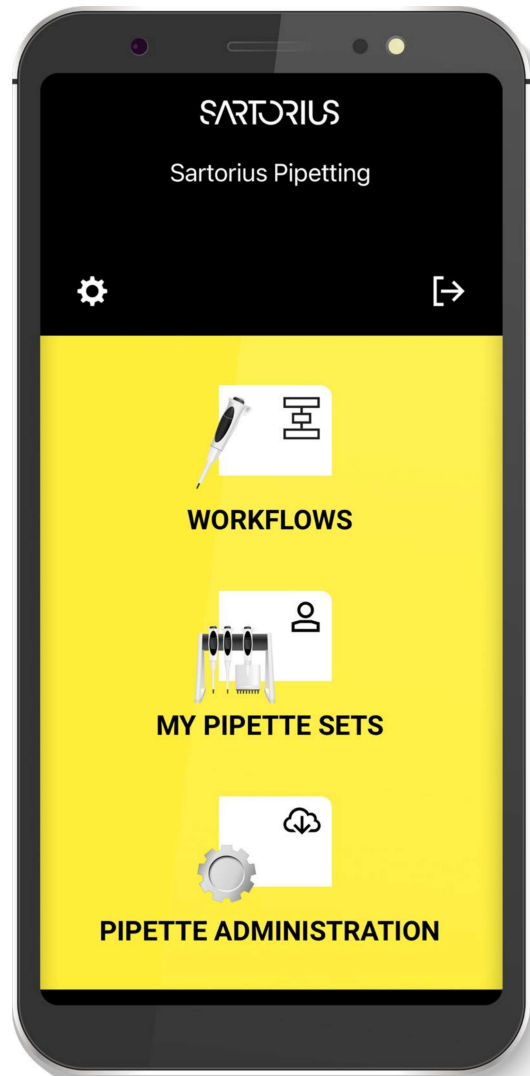 SARTORIUS
Sartorius Pipetting
WORKFLOWS
MY PIPETTE SETS
PIPETTE ADMINISTRATION